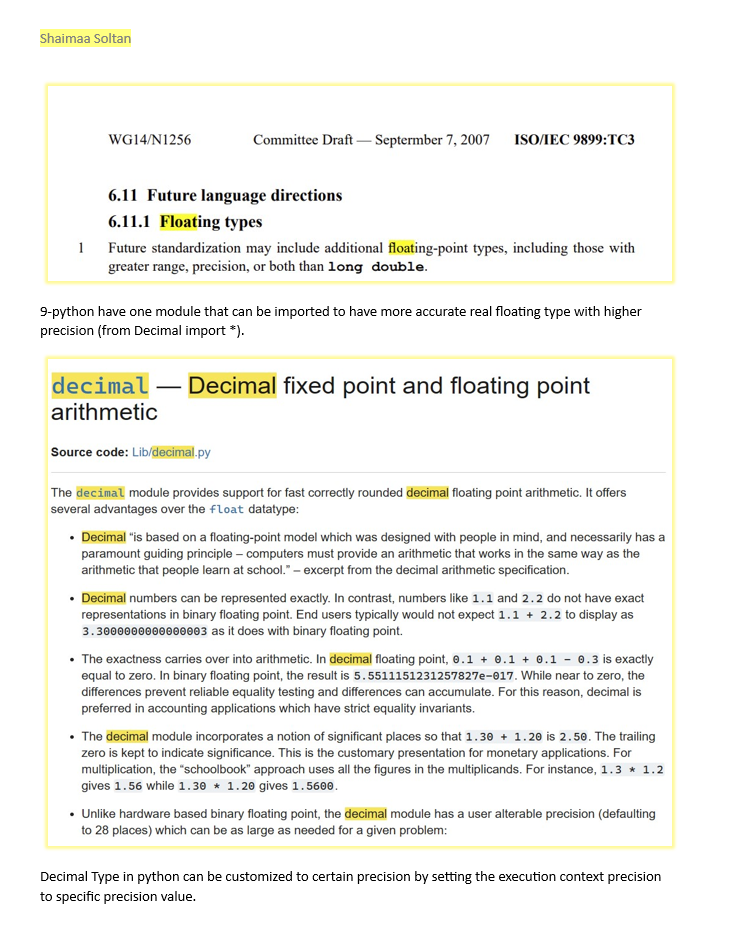 Shaimaa Soltan
WG14/N1256 Committee Draft — Septermber 7, 2007 ISO/IEC 9899:TC3
6.11 Future language directions
6.11.1 Floating types
1 Future standardization may include additional floating-point types, including those with
greater range, precision, or both than long double.
9-python have one module that can be imported to have more accurate real floating type with higher
precision (from Decimal import *).
decimal — Decimal fixed point and floating point
arithmetic
Source code: Lib/decimal.py
The decimal module provides support for fast correctly rounded decimal floating point arithmetic. It offers
several advantages over the float datatype:
• Decimal “is based on a floating-point model which was designed with people in mind, and necessarily has a
paramount guiding principle – computers must provide an arithmetic that works in the same way as the
arithmetic that people learn at school.” – excerpt from the decimal arithmetic specification.
• Decimal numbers can be represented exactly. In contrast, numbers like 1.1 and 2.2 do not have exact
representations in binary floating point. End users typically would not expect 1.1 + 2.2 to display as
3.3000000000000003 as it does with binary floating point.
• The exactness carries over into arithmetic. In decimal floating point, 0.1 + 0.1 + 0.1 - 0.3 is exactly
equal to zero. In binary floating point, the result is 5.5511151231257827e-017. While near to zero, the
differences prevent reliable equality testing and differences can accumulate. For this reason, decimal is
preferred in accounting applications which have strict equality invariants.
• The decimal module incorporates a notion of significant places so that 1.30 + 1.20 is 2.50. The trailing
zero is kept to indicate significance. This is the customary presentation for monetary applications. For
multiplication, the “schoolbook” approach uses all the figures in the multiplicands. For instance, 1.3 * 1.2
gives 1.56 while 1.30 * 1.20 gives 1.5600.
• Unlike hardware based binary floating point, the decimal module has a user alterable precision (defaulting
to 28 places) which can be as large as needed for a given problem:
Decimal Type in python can be customized to certain precision by setting the execution context precision
to specific precision value.